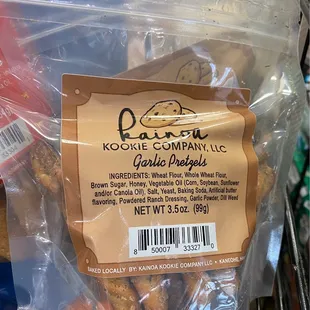 kainoa
KOOKIE COMPANY, LLC
Garlic Pretzels
INGREDIENTS: Wheat Flour, Whole Wheat Flour,
Brown Sugar, Honey, Vegetable Oil (Corn, Soybean, Sunflower
and/or Canola Oil), Salt, Yeast, Baking Soda, Artificial butter
flavoring, Powdered Ranch Dressing, Garlic Powder, Dill Weed
NET WT 3.5oz. (99g)
8 50007 33327 0
BAKED LOCALLY BY: KAINOA KOOKIE COMPANY LLC • KANEOHE,